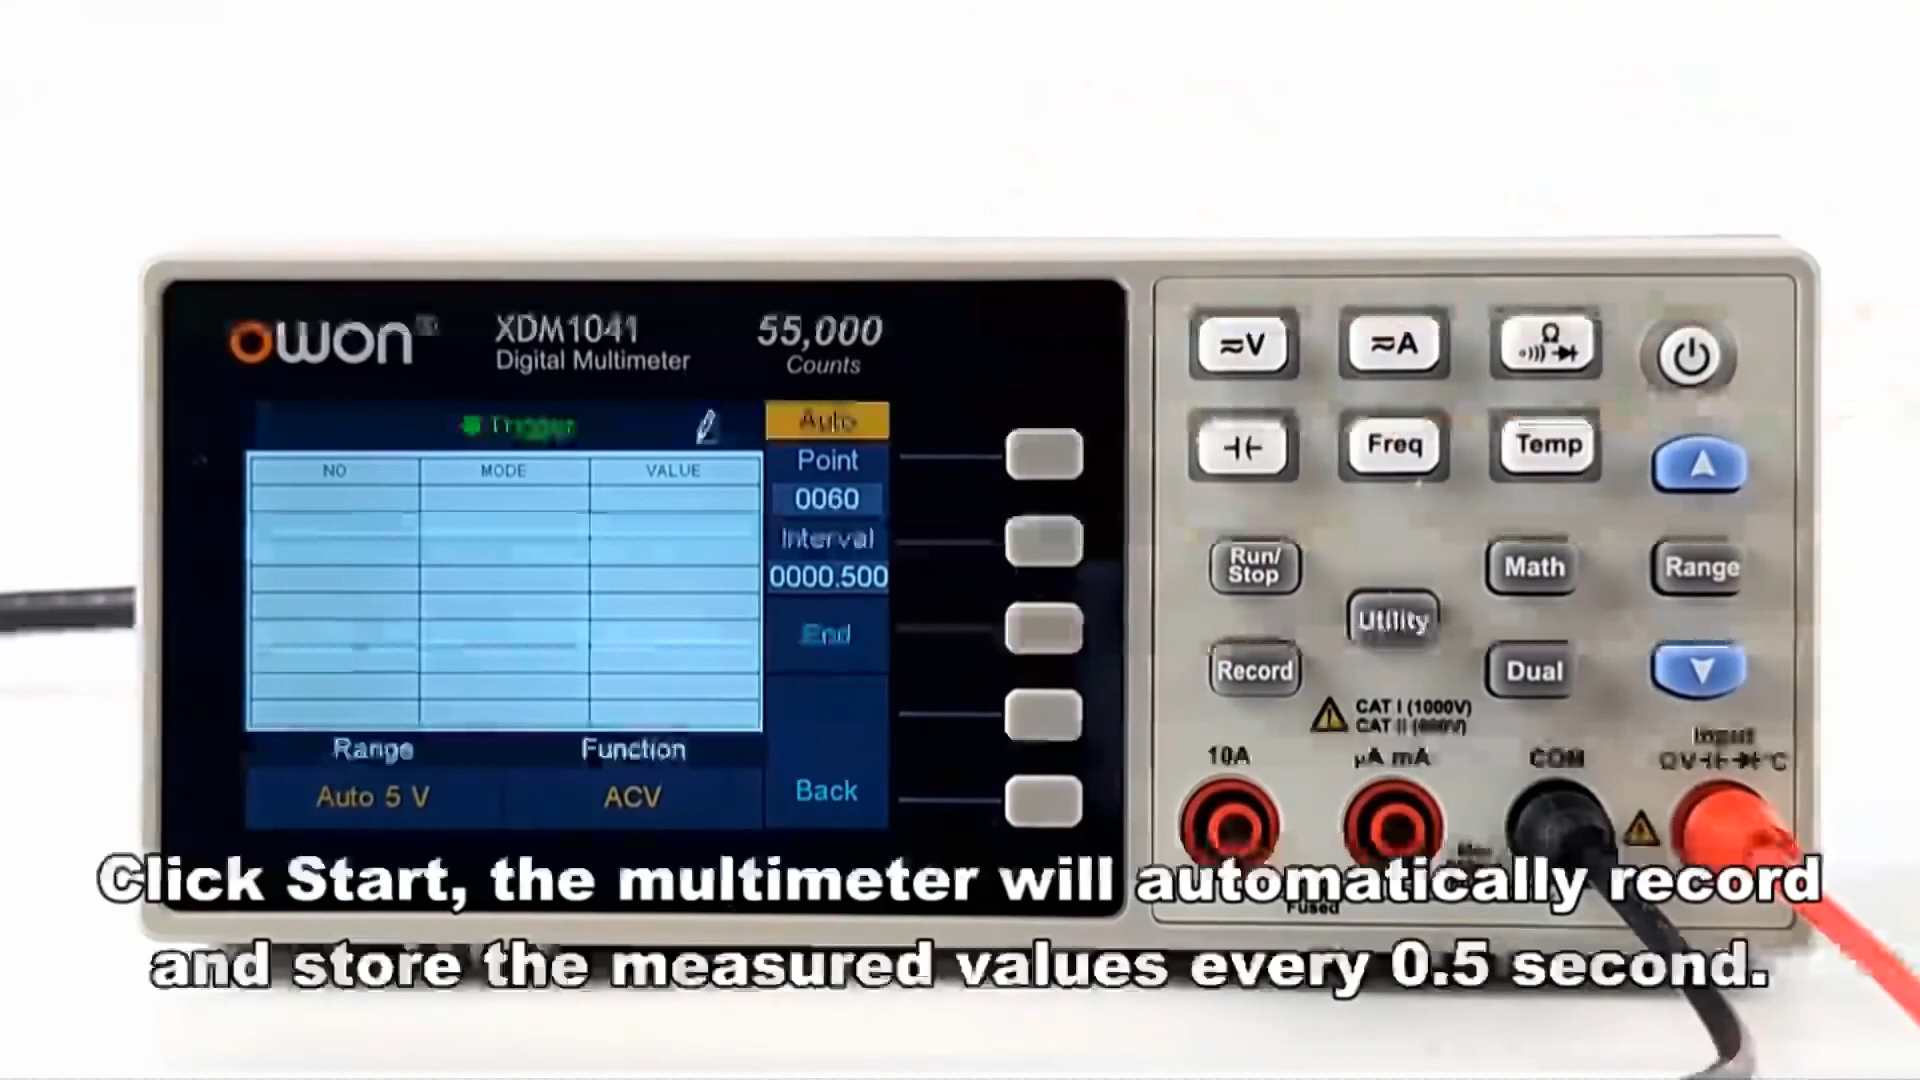 owon
XDM1041
Digital Multimeter
55,000
Counts
Trigger
Auto
NO MODE VALUE
Point
0060
Interval
0000.500
End
Back
Range Function
Auto 5 V ACV
V
A
Ω
Freq
Temp
Run/
Stop
Math
Range
Utility
Record
Dual
CAT I (1000V)
CAT II (600V)
10A
μA mA
COM
Input
ΩV °C
Fused
Click Start, the multimeter will automatically record
and store the measured values every 0.5 second.